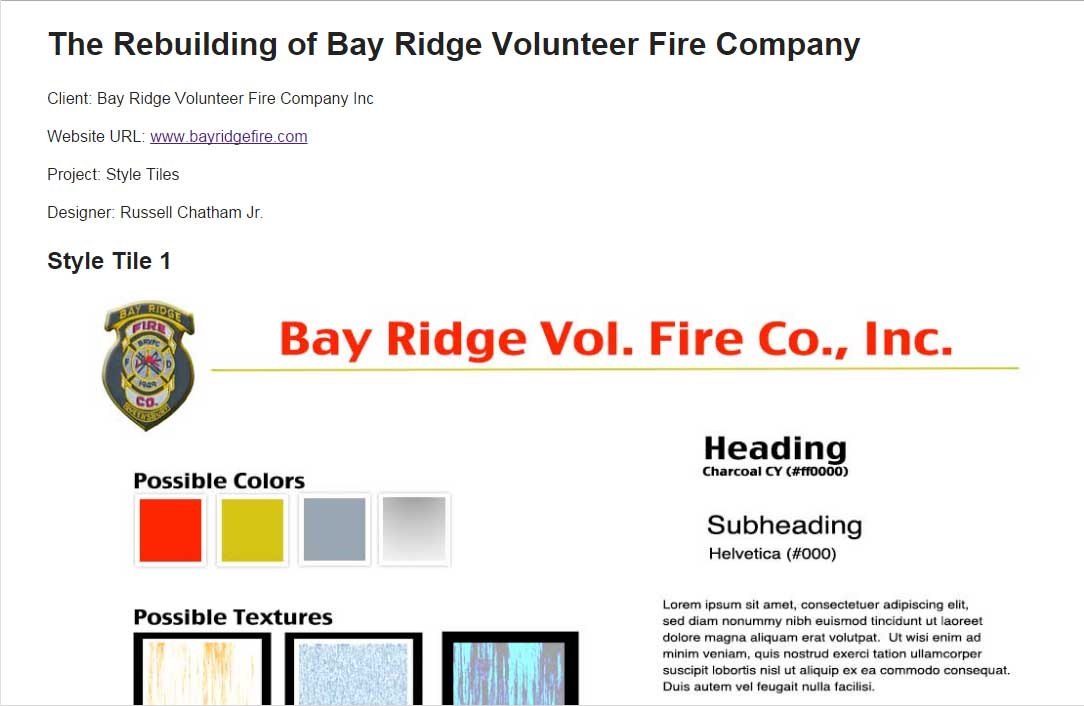 The Rebuilding of Bay Ridge Volunteer Fire Company
Client: Bay Ridge Volunteer Fire Company Inc
Website URL: www.bayridgefire.com
Project: Style Tiles
Designer: Russell Chatham Jr.
Style Tile 1
BAY RIDGE
FIRE
BRVFC
F D
1929
CO.
QUEENSBURY
Bay Ridge Vol. Fire Co., Inc.
Heading
Charcoal CY (#ff0000)
Possible Colors
Subheading
Helvetica (#000)
Possible Textures
Lorem ipsum sit amet, consectetuer adipiscing elit,
sed diam nonummy nibh euismod tincidunt ut laoreet
dolore magna aliquam erat volutpat. Ut wisi enim ad
minim veniam, quis nostrud exerci tation ullamcorper
suscipit lobortis nisl ut aliquip ex ea commodo consequat.
Duis autem vel feugait nulla facilisi.